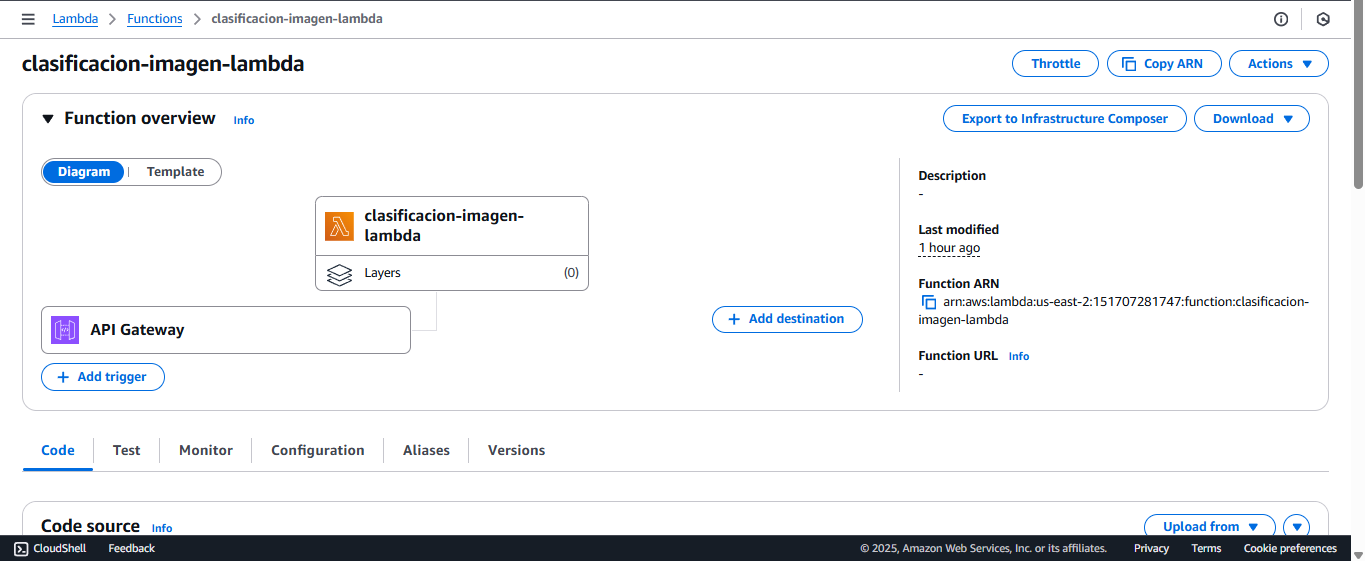 Lambda > Functions > clasificacion-imagen-lambda
clasificacion-imagen-lambda
Throttle
Copy ARN
Actions
Function overview
Info
Export to Infrastructure Composer
Download
Diagram | Template
clasificacion-imagen-
lambda
Layers
(0)
API Gateway
+ Add trigger
+ Add destination
Description
-
Last modified
1 hour ago
Function ARN
arn:aws:lambda:us-east-2:151707281747:function:clasificacion-
imagen-lambda
Function URL
Info
-
Code
Test
Monitor
Configuration
Aliases
Versions
Code source
Info
Upload from
CloudShell
Feedback
© 2025, Amazon Web Services, Inc. or its affiliates.
Privacy
Terms
Cookie preferences